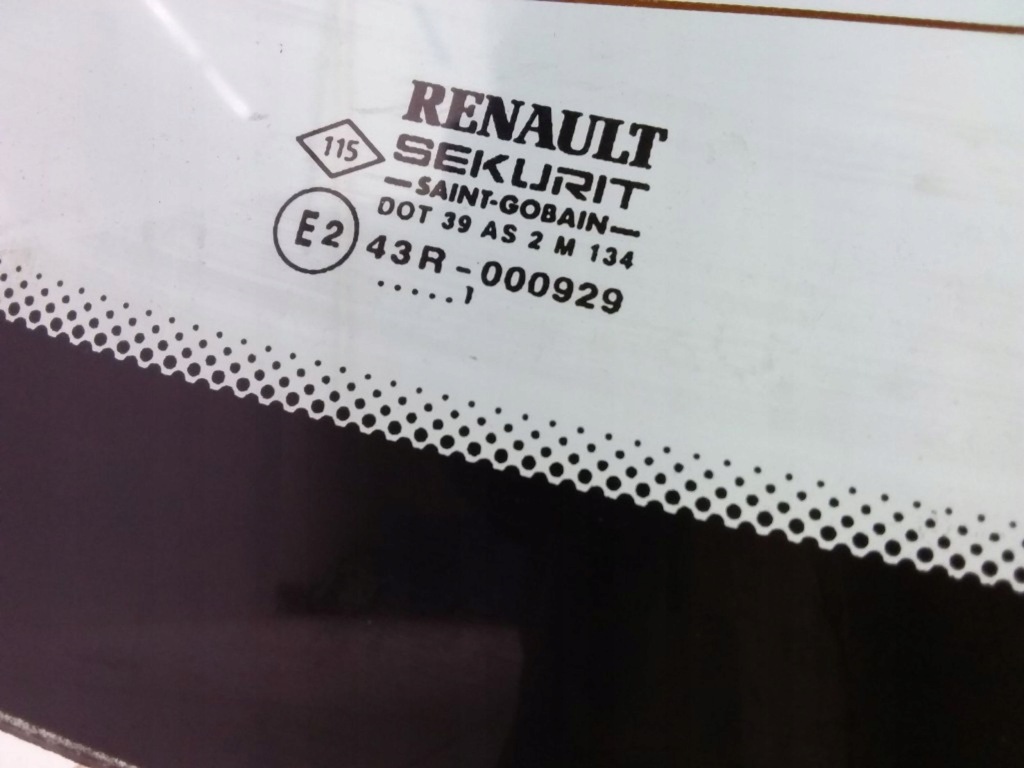 RENAULT
115
SEKURIT
—SAINT-GOBAIN—
DOT 39 AS 2 M 134
E2
43R-000929
.....1